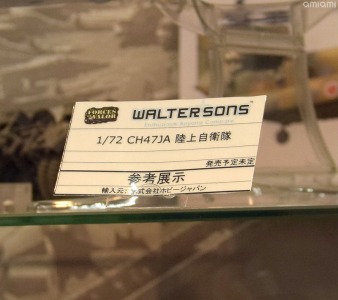 amiami
FORCES of VALOR
WALTERSONS™
1/72 CH47JA 陸上自衛隊
発売予定未定
参考展示
輸入元:株式会社ホビージャパン